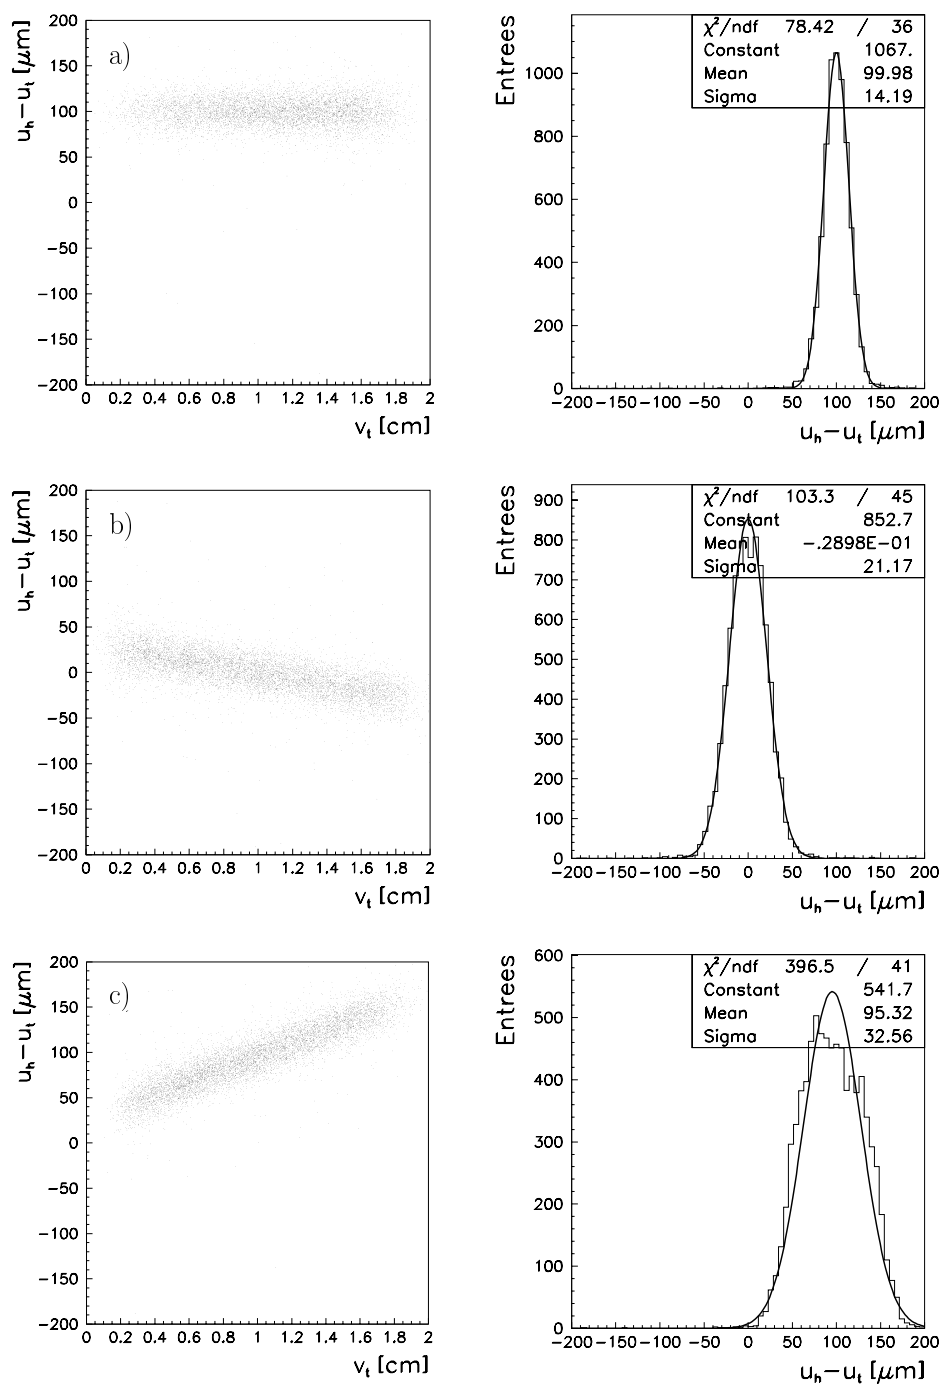 a)
u_h−u_t [μm]
200
150
100
50
0
−50
−100
−150
−200
0 0.2 0.4 0.6 0.8 1 1.2 1.4 1.6 1.8 2
v_t [cm]
Entrees
χ²/ndf 78.42 / 36
Constant 1067.
Mean 99.98
Sigma 14.19
1000
800
600
400
200
0
−200 −150 −100 −50 0 50 100 150 200
u_h−u_t [μm]
b)
u_h−u_t [μm]
200
150
100
50
0
−50
−100
−150
−200
0 0.2 0.4 0.6 0.8 1 1.2 1.4 1.6 1.8 2
v_t [cm]
Entrees
χ²/ndf 103.3 / 45
Constant 852.7
Mean −.2898E−01
Sigma 21.17
900
800
700
600
500
400
300
200
100
0
−200 −150 −100 −50 0 50 100 150 200
u_h−u_t [μm]
c)
u_h−u_t [μm]
200
150
100
50
0
−50
−100
−150
−200
0 0.2 0.4 0.6 0.8 1 1.2 1.4 1.6 1.8 2
v_t [cm]
Entrees
χ²/ndf 396.5 / 41
Constant 541.7
Mean 95.32
Sigma 32.56
600
500
400
300
200
100
0
−200 −150 −100 −50 0 50 100 150 200
u_h−u_t [μm]